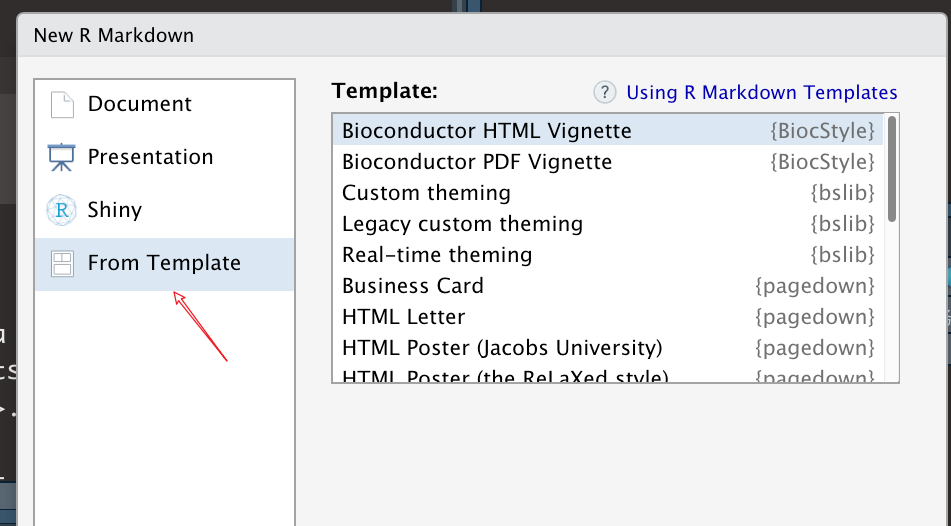 New R Markdown
Document
Presentation
Shiny
From Template
Template:
? Using R Markdown Templates
Bioconductor HTML Vignette {BiocStyle}
Bioconductor PDF Vignette {BiocStyle}
Custom theming {bslib}
Legacy custom theming {bslib}
Real-time theming {bslib}
Business Card {pagedown}
HTML Letter {pagedown}
HTML Poster (Jacobs University) {pagedown}
HTML Poster (the ReLaXed style) {pagedown}